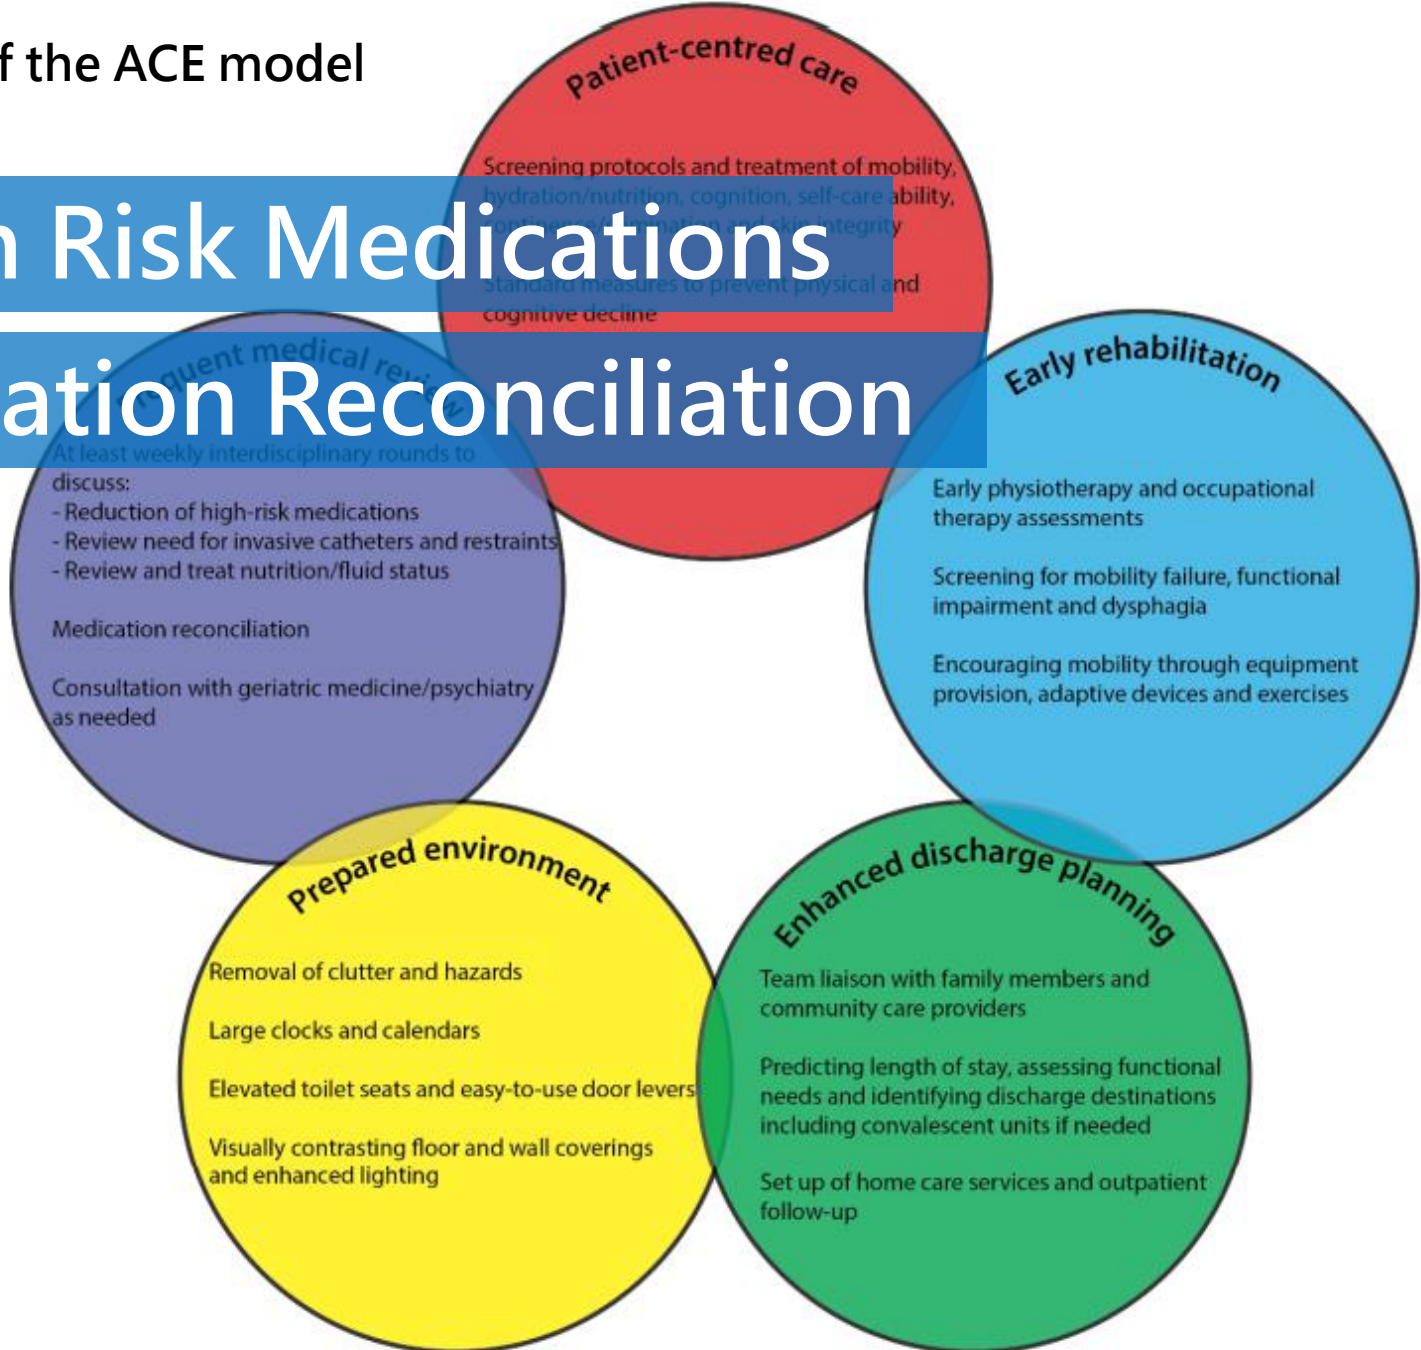 f the ACE model
Patient-centred care
Screening protocols and treatment of mobility,
hydration/nutrition, cognition, self-care ability,
continence/elimination and skin integrity
Standard measures to prevent physical and
cognitive decline
n Risk Medications
ation Reconciliation
Frequent medical review
At least weekly interdisciplinary rounds to
discuss:
- Reduction of high-risk medications
- Review need for invasive catheters and restraints
- Review and treat nutrition/fluid status
Medication reconciliation
Consultation with geriatric medicine/psychiatry
as needed
Early rehabilitation
Early physiotherapy and occupational
therapy assessments
Screening for mobility failure, functional
impairment and dysphagia
Encouraging mobility through equipment
provision, adaptive devices and exercises
Prepared environment
Removal of clutter and hazards
Large clocks and calendars
Elevated toilet seats and easy-to-use door levers
Visually contrasting floor and wall coverings
and enhanced lighting
Enhanced discharge planning
Team liaison with family members and
community care providers
Predicting length of stay, assessing functional
needs and identifying discharge destinations
including convalescent units if needed
Set up of home care services and outpatient
follow-up